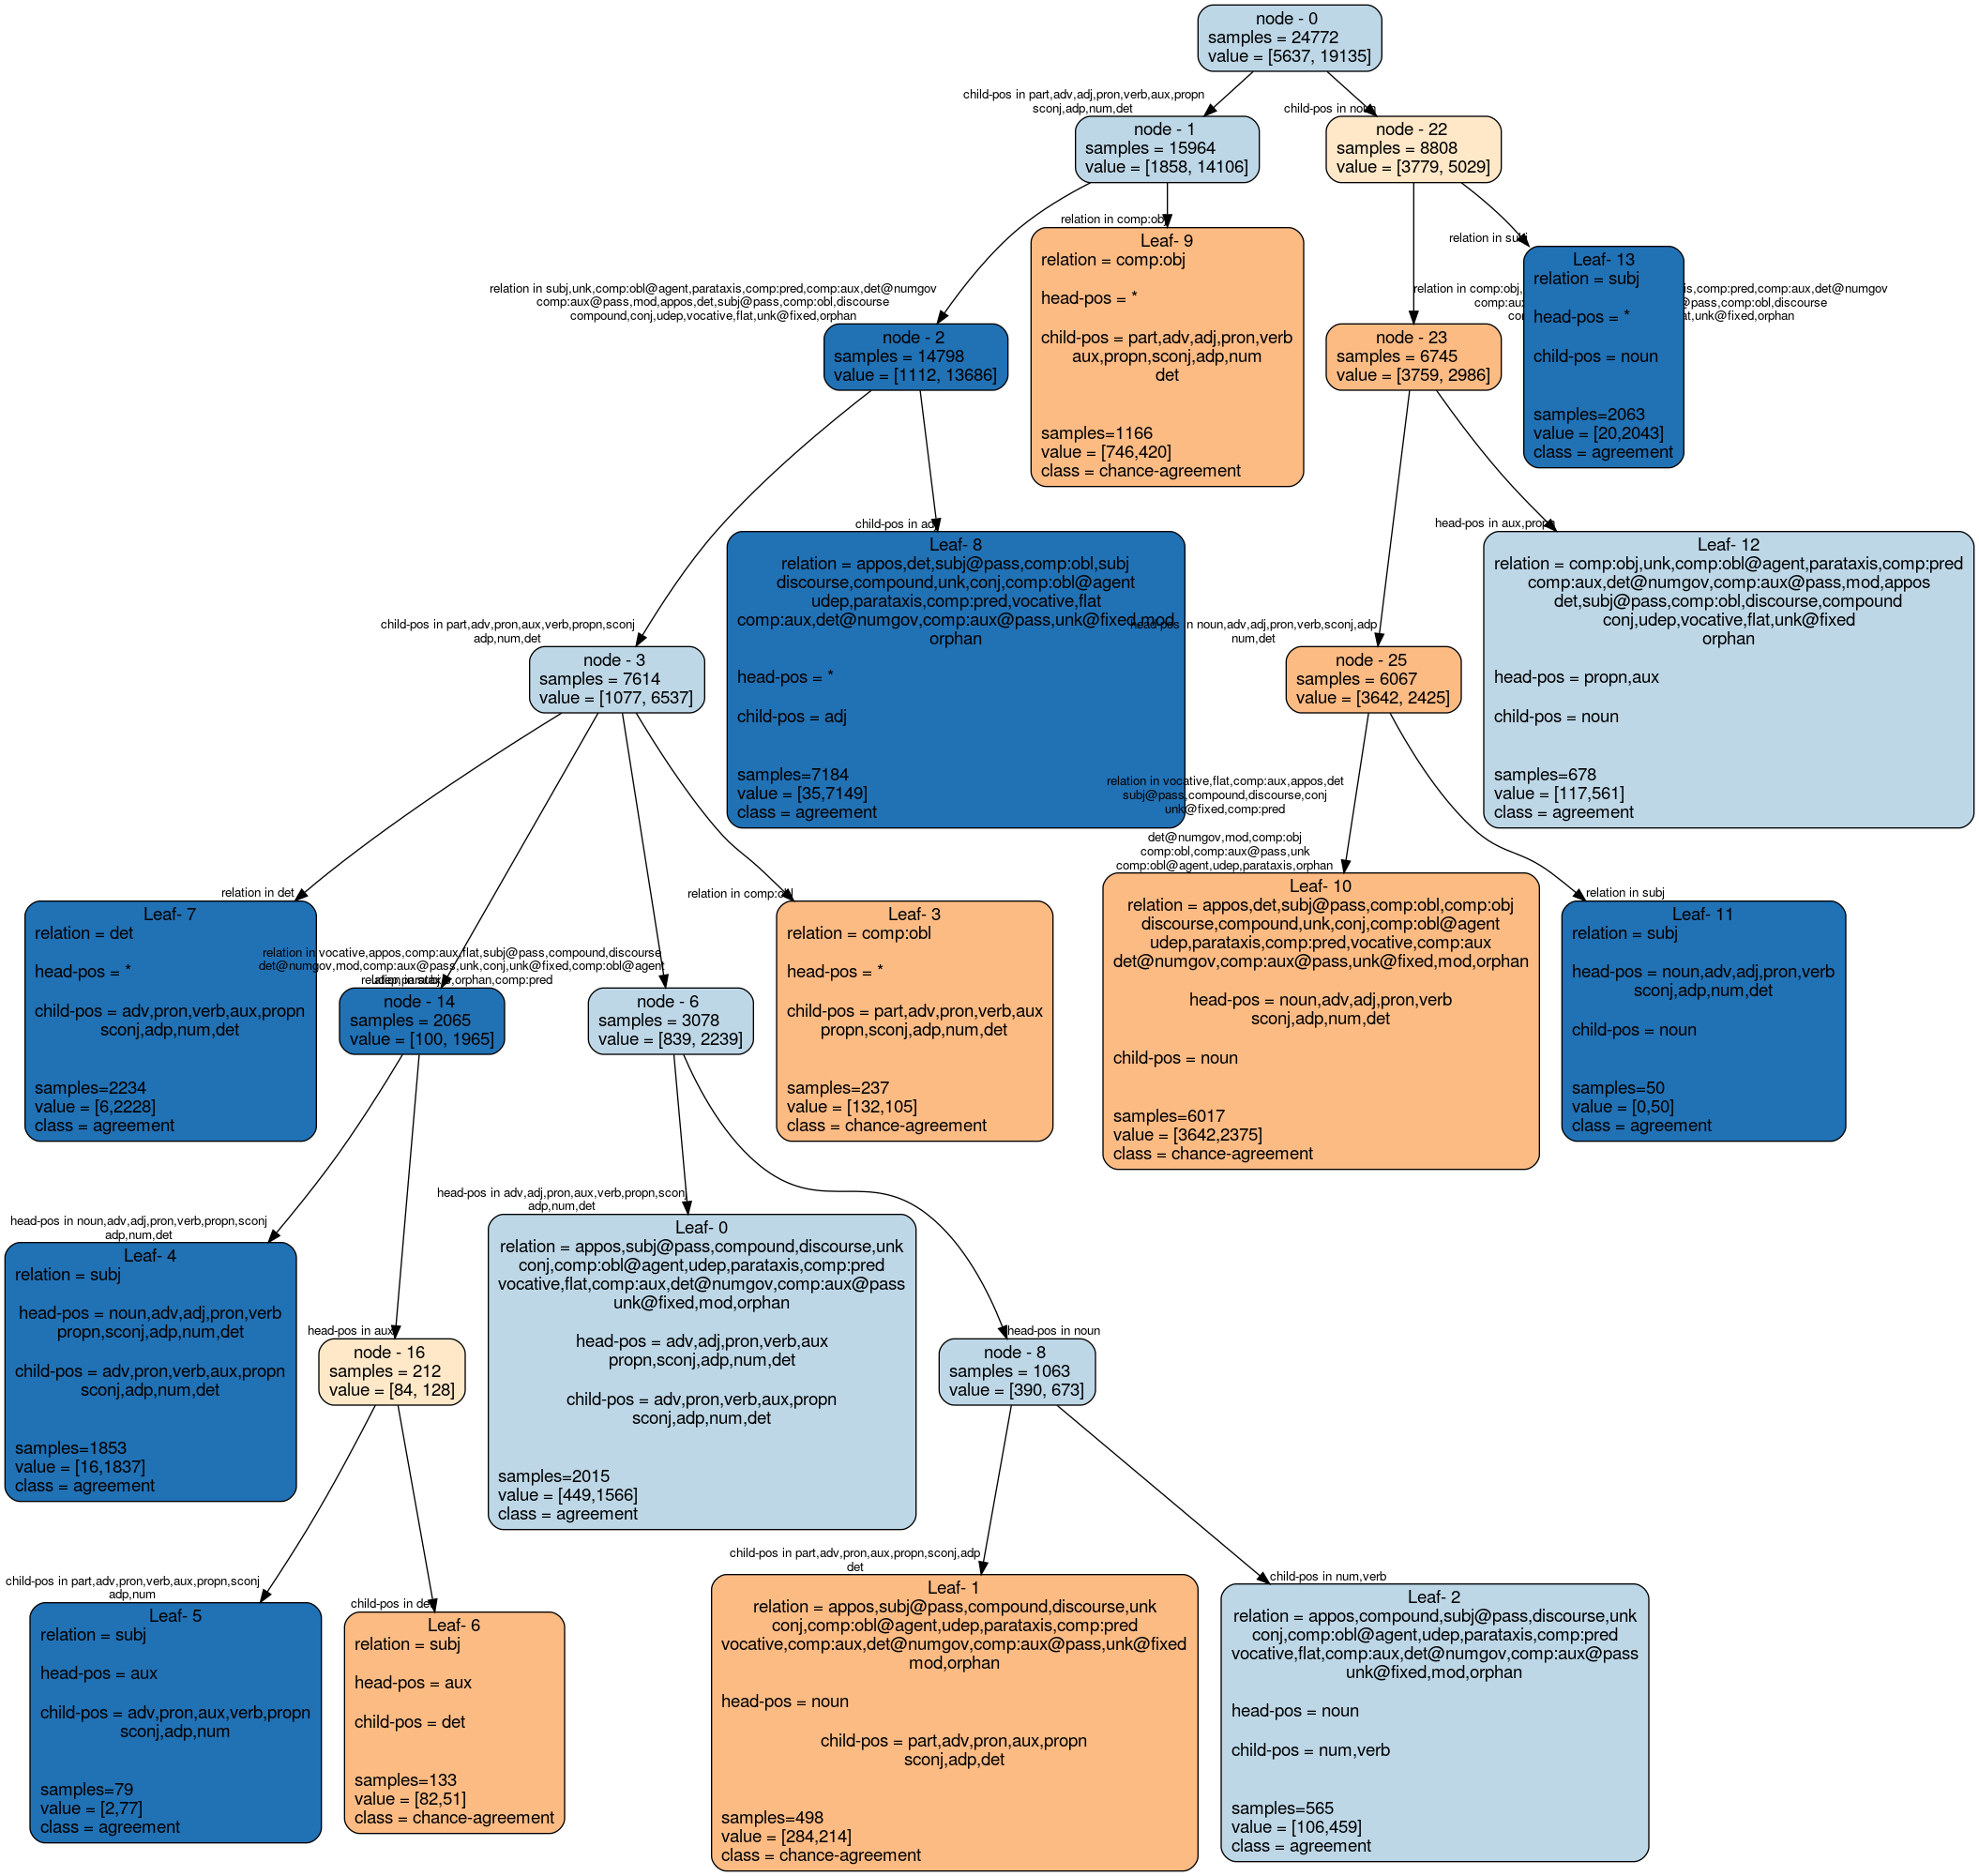 node - 0
samples = 24772
value = [5637, 19135]
child-pos in part,adv,adj,pron,verb,aux,propn
sconj,adp,num,det
child-pos in noun
node - 1
samples = 15964
value = [1858, 14106]
node - 22
samples = 8808
value = [3779, 5029]
relation in subj,unk,comp:obl@agent,parataxis,comp:pred,comp:aux,det@numgov
comp:aux@pass,mod,appos,det,subj@pass,comp:obl,discourse
compound,conj,udep,vocative,flat,unk@fixed,orphan
relation in comp:obj
Leaf- 9
relation = comp:obj
head-pos = *
child-pos = part,adv,adj,pron,verb
aux,propn,sconj,adp,num
det
samples=1166
value = [746,420]
class = chance-agreement
relation in comp:obj,
is,comp:pred,comp:aux,det@numgov
comp:aux
@pass,comp:obl,discourse
at,unk@fixed,orphan
relation in subj
Leaf- 13
relation = subj
head-pos = *
child-pos = noun
samples=2063
value = [20,2043]
class = agreement
node - 2
samples = 14798
value = [1112, 13686]
node - 23
samples = 6745
value = [3759, 2986]
child-pos in part,adv,pron,aux,verb,propn,sconj
adp,num,det
child-pos in adj
Leaf- 8
relation = appos,det,subj@pass,comp:obl,subj
discourse,compound,unk,conj,comp:obl@agent
udep,parataxis,comp:pred,vocative,flat
comp:aux,det@numgov,comp:aux@pass,unk@fixed,mod
orphan
head-pos = *
child-pos = adj
samples=7184
value = [35,7149]
class = agreement
head-pos in noun,adv,adj,pron,verb,sconj,adp
num,det
head-pos in aux,propn
Leaf- 12
relation = comp:obj,unk,comp:obl@agent,parataxis,comp:pred
comp:aux,det@numgov,comp:aux@pass,mod,appos
det,subj@pass,comp:obl,discourse,compound
conj,udep,vocative,flat,unk@fixed
orphan
head-pos = propn,aux
child-pos = noun
samples=678
value = [117,561]
class = agreement
node - 3
samples = 7614
value = [1077, 6537]
node - 25
samples = 6067
value = [3642, 2425]
relation in det
Leaf- 7
relation = det
head-pos = *
child-pos = adv,pron,verb,aux,propn
sconj,adp,num,det
samples=2234
value = [6,2228]
class = agreement
relation in subj
node - 14
samples = 2065
value = [100, 1965]
relation in vocative,appos,comp:aux,flat,subj@pass,compound,discourse
det@numgov,mod,comp:aux@pass,unk,conj,unk@fixed,comp:obl@agent
udep,parataxis,orphan,comp:pred
node - 6
samples = 3078
value = [839, 2239]
relation in comp:obl
Leaf- 3
relation = comp:obl
head-pos = *
child-pos = part,adv,pron,verb,aux
propn,sconj,adp,num,det
samples=237
value = [132,105]
class = chance-agreement
relation in vocative,flat,comp:aux,appos,det
subj@pass,compound,discourse,conj
unk@fixed,comp:pred
det@numgov,mod,comp:obj
comp:obl,comp:aux@pass,unk
comp:obl@agent,udep,parataxis,orphan
Leaf- 10
relation = appos,det,subj@pass,comp:obl,comp:obj
discourse,compound,unk,conj,comp:obl@agent
udep,parataxis,comp:pred,vocative,comp:aux
det@numgov,comp:aux@pass,unk@fixed,mod,orphan
head-pos = noun,adv,adj,pron,verb
sconj,adp,num,det
child-pos = noun
samples=6017
value = [3642,2375]
class = chance-agreement
relation in subj
Leaf- 11
relation = subj
head-pos = noun,adv,adj,pron,verb
sconj,adp,num,det
child-pos = noun
samples=50
value = [0,50]
class = agreement
head-pos in noun,adv,adj,pron,verb,propn,sconj
adp,num,det
Leaf- 4
relation = subj
head-pos = noun,adv,adj,pron,verb
propn,sconj,adp,num,det
child-pos = adv,pron,verb,aux,propn
sconj,adp,num,det
samples=1853
value = [16,1837]
class = agreement
head-pos in aux
node - 16
samples = 212
value = [84, 128]
head-pos in adv,adj,pron,aux,verb,propn,sconj
adp,num,det
Leaf- 0
relation = appos,subj@pass,compound,discourse,unk
conj,comp:obl@agent,udep,parataxis,comp:pred
vocative,flat,comp:aux,det@numgov,comp:aux@pass
unk@fixed,mod,orphan
head-pos = adv,adj,pron,verb,aux
propn,sconj,adp,num,det
child-pos = adv,pron,verb,aux,propn
sconj,adp,num,det
samples=2015
value = [449,1566]
class = agreement
head-pos in noun
node - 8
samples = 1063
value = [390, 673]
child-pos in part,adv,pron,verb,aux,propn,sconj
adp,num
Leaf- 5
relation = subj
head-pos = aux
child-pos = adv,pron,aux,verb,propn
sconj,adp,num
samples=79
value = [2,77]
class = agreement
child-pos in det
Leaf- 6
relation = subj
head-pos = aux
child-pos = det
samples=133
value = [82,51]
class = chance-agreement
child-pos in part,adv,pron,aux,propn,sconj,adp
det
Leaf- 1
relation = appos,subj@pass,compound,discourse,unk
conj,comp:obl@agent,udep,parataxis,comp:pred
vocative,comp:aux,det@numgov,comp:aux@pass,unk@fixed
mod,orphan
head-pos = noun
child-pos = part,adv,pron,aux,propn
sconj,adp,det
samples=498
value = [284,214]
class = chance-agreement
child-pos in num,verb
Leaf- 2
relation = appos,compound,subj@pass,discourse,unk
conj,comp:obl@agent,udep,parataxis,comp:pred
vocative,flat,comp:aux,det@numgov,comp:aux@pass
unk@fixed,mod,orphan
head-pos = noun
child-pos = num,verb
samples=565
value = [106,459]
class = agreement